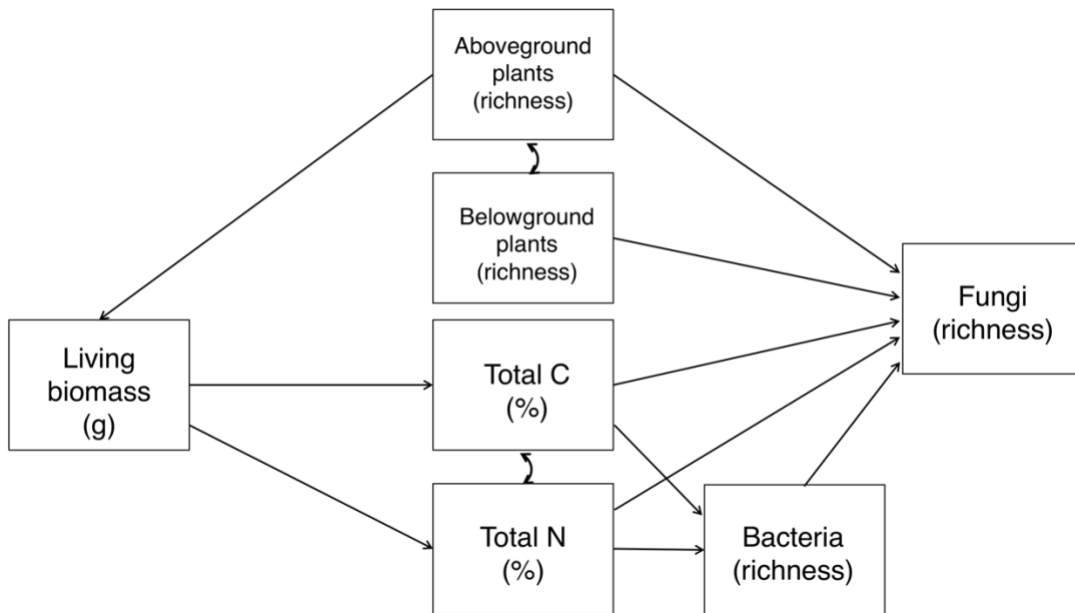 Aboveground
plants
(richness)
Belowground
plants
(richness)
Fungi
(richness)
Living
biomass
(g)
Total C
(%)
Total N
(%)
Bacteria
(richness)